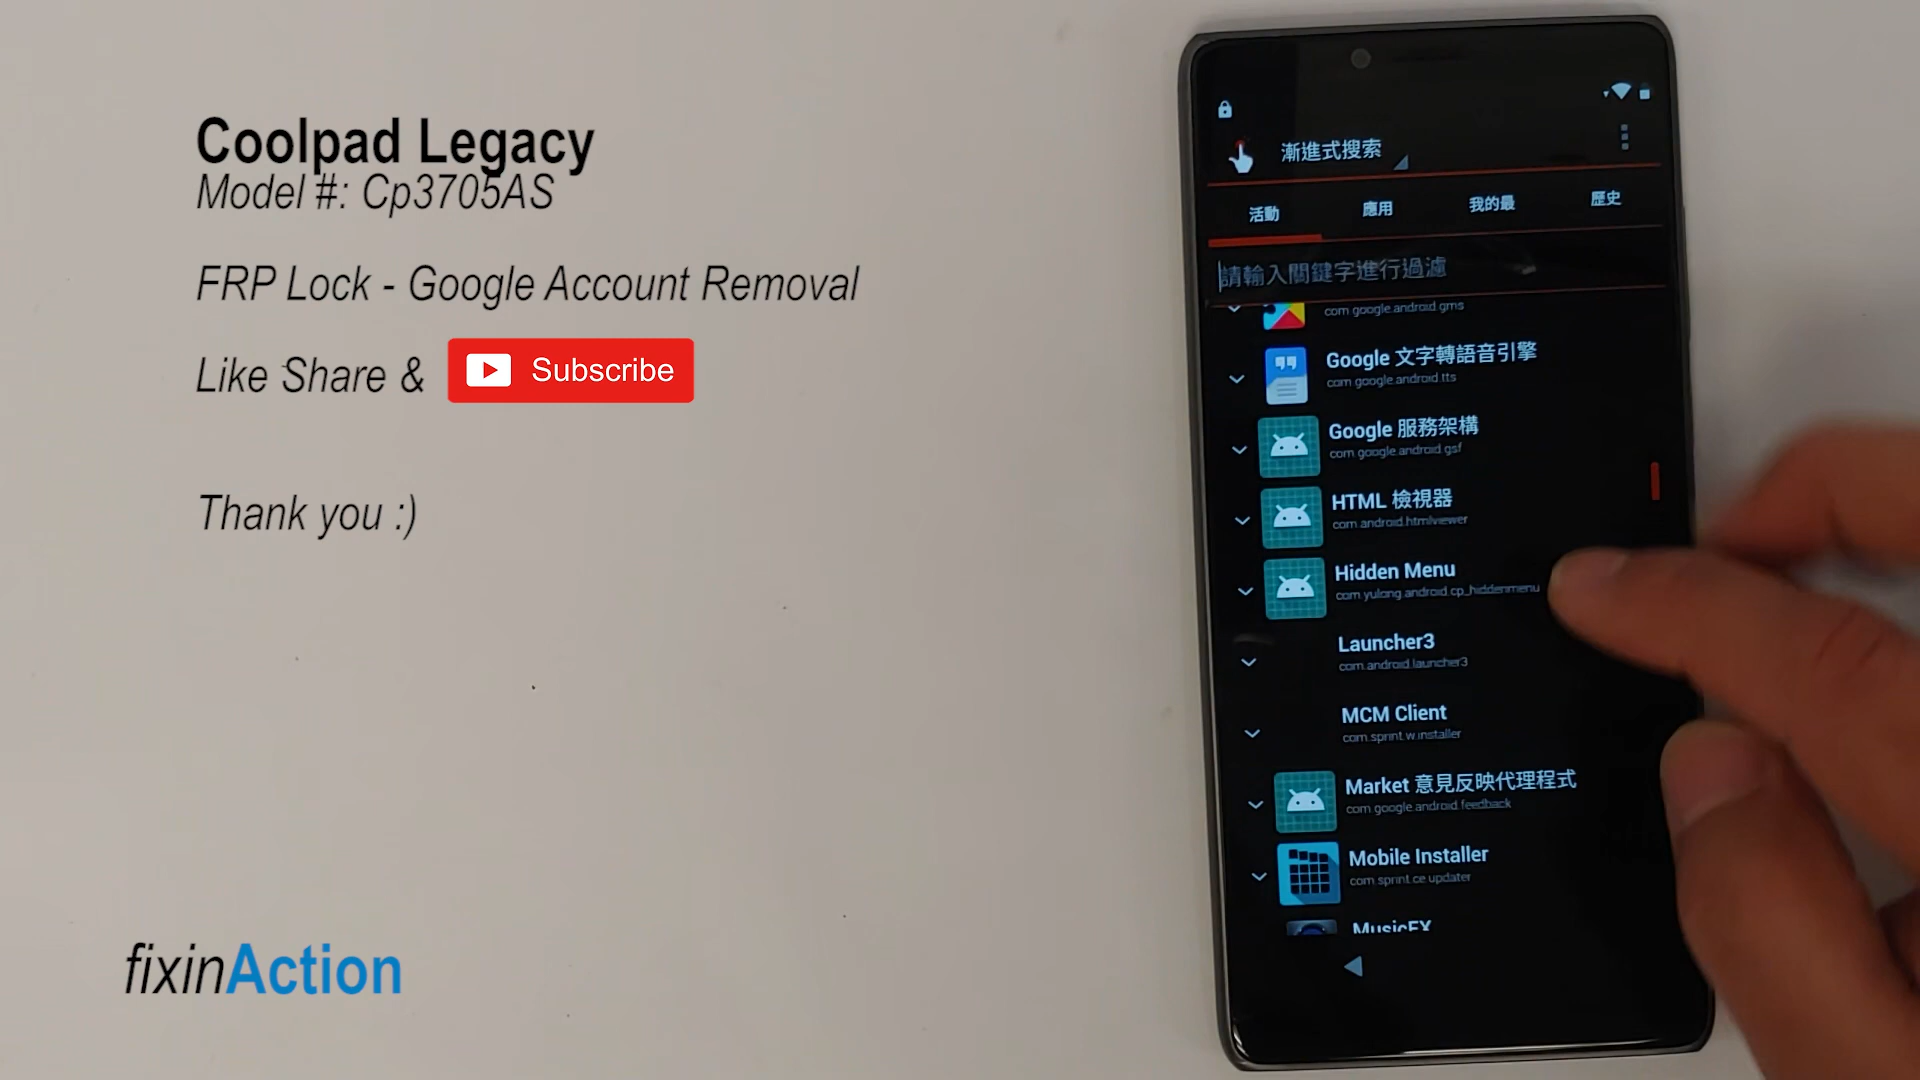 Coolpad Legacy
Model #: Cp3705AS
FRP Lock - Google Account Removal
Like Share & Subscribe
Thank you :)
fixinAction
漸進式搜索
活動 應用 我的最 歷史
請輸入關鍵字進行過濾
com.google.android.gms
Google 文字轉語音引擎
com.google.android.tts
Google 服務架構
com.google.android.gsf
HTML 檢視器
com.android.htmlviewer
Hidden Menu
com.yulong.android.cp_hiddenmenu
Launcher3
com.android.launcher3
MCM Client
com.sprint.w.installer
Market 意見反映代理程式
com.google.android.feedback
Mobile Installer
com.sprint.ce.updater
MusicFX